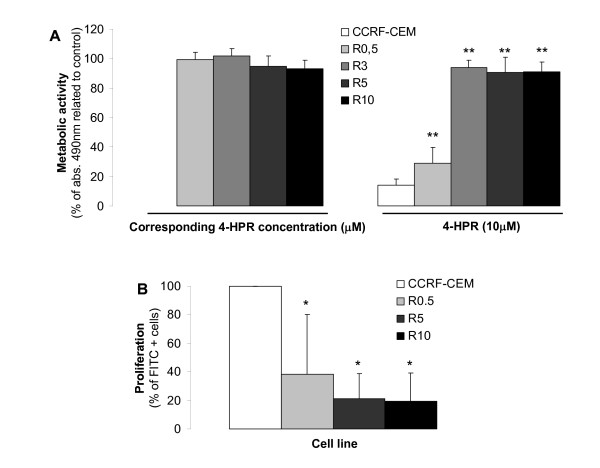 A
120
100
80
60
40
20
0
Metabolic activity
(% of abs. 490nm related to control)
CCRF-CEM
R0,5
R3
R5
R10
**
**
**
**
Corresponding 4-HPR concentration (μM)
4-HPR (10μM)
B
100
80
60
40
20
0
Proliferation
(% of FITC + cells)
CCRF-CEM
R0.5
R5
R10
*
*
*
Cell line